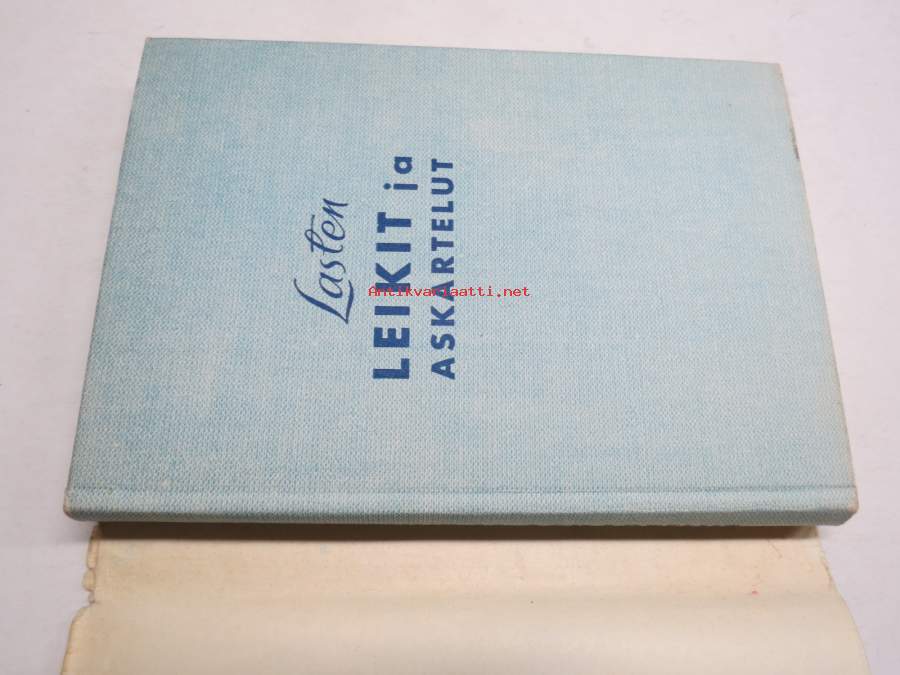 Lasten
LEIKIT ja
ASKARTELUT
Antikvariaatti.net